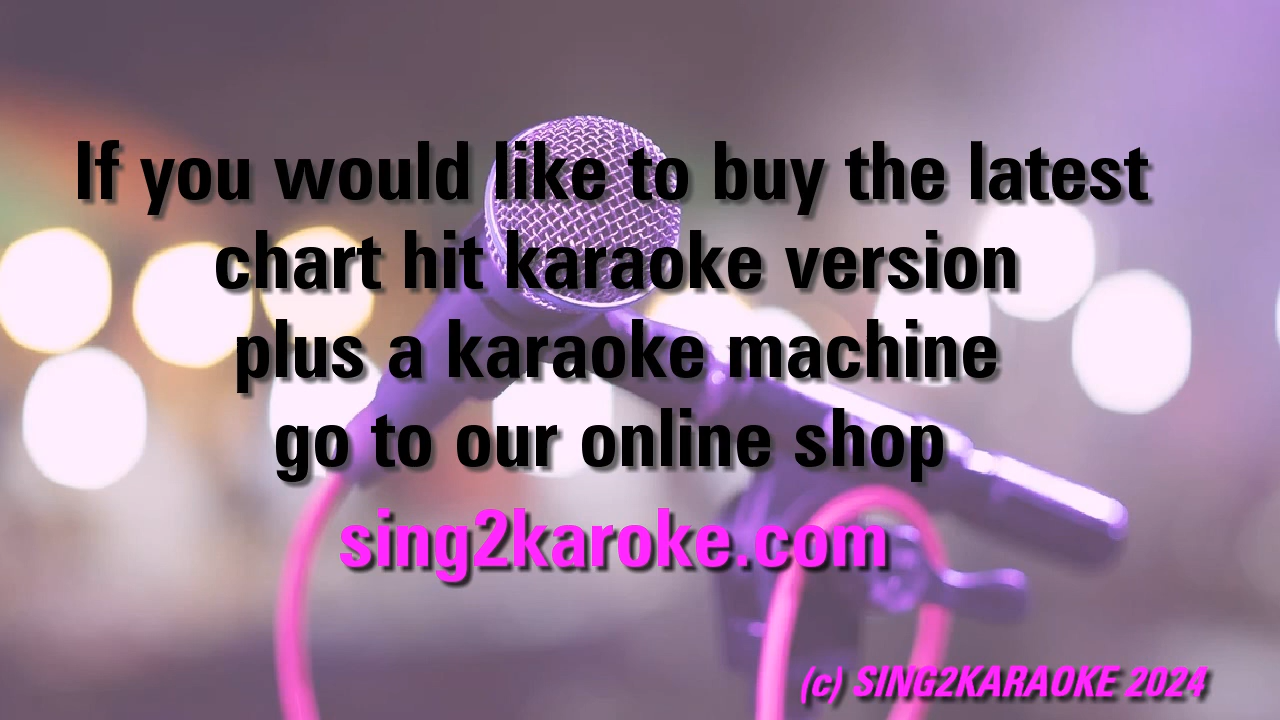 If you would like to buy the latest
chart hit karaoke version
plus a karaoke machine
go to our online shop
sing2karoke.com
(c) SING2KARAOKE 2024